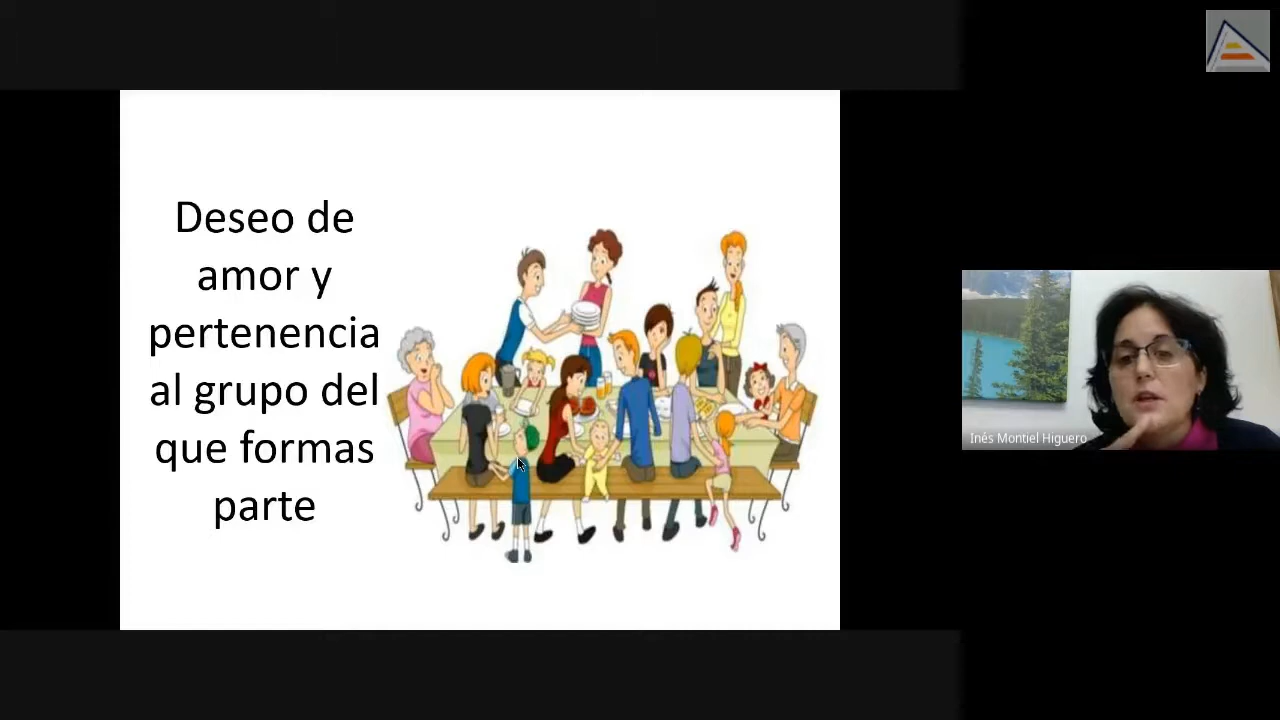 Deseo de
amor y
pertenencia
al grupo del
que formas
parte
Inés Montiel Higuero